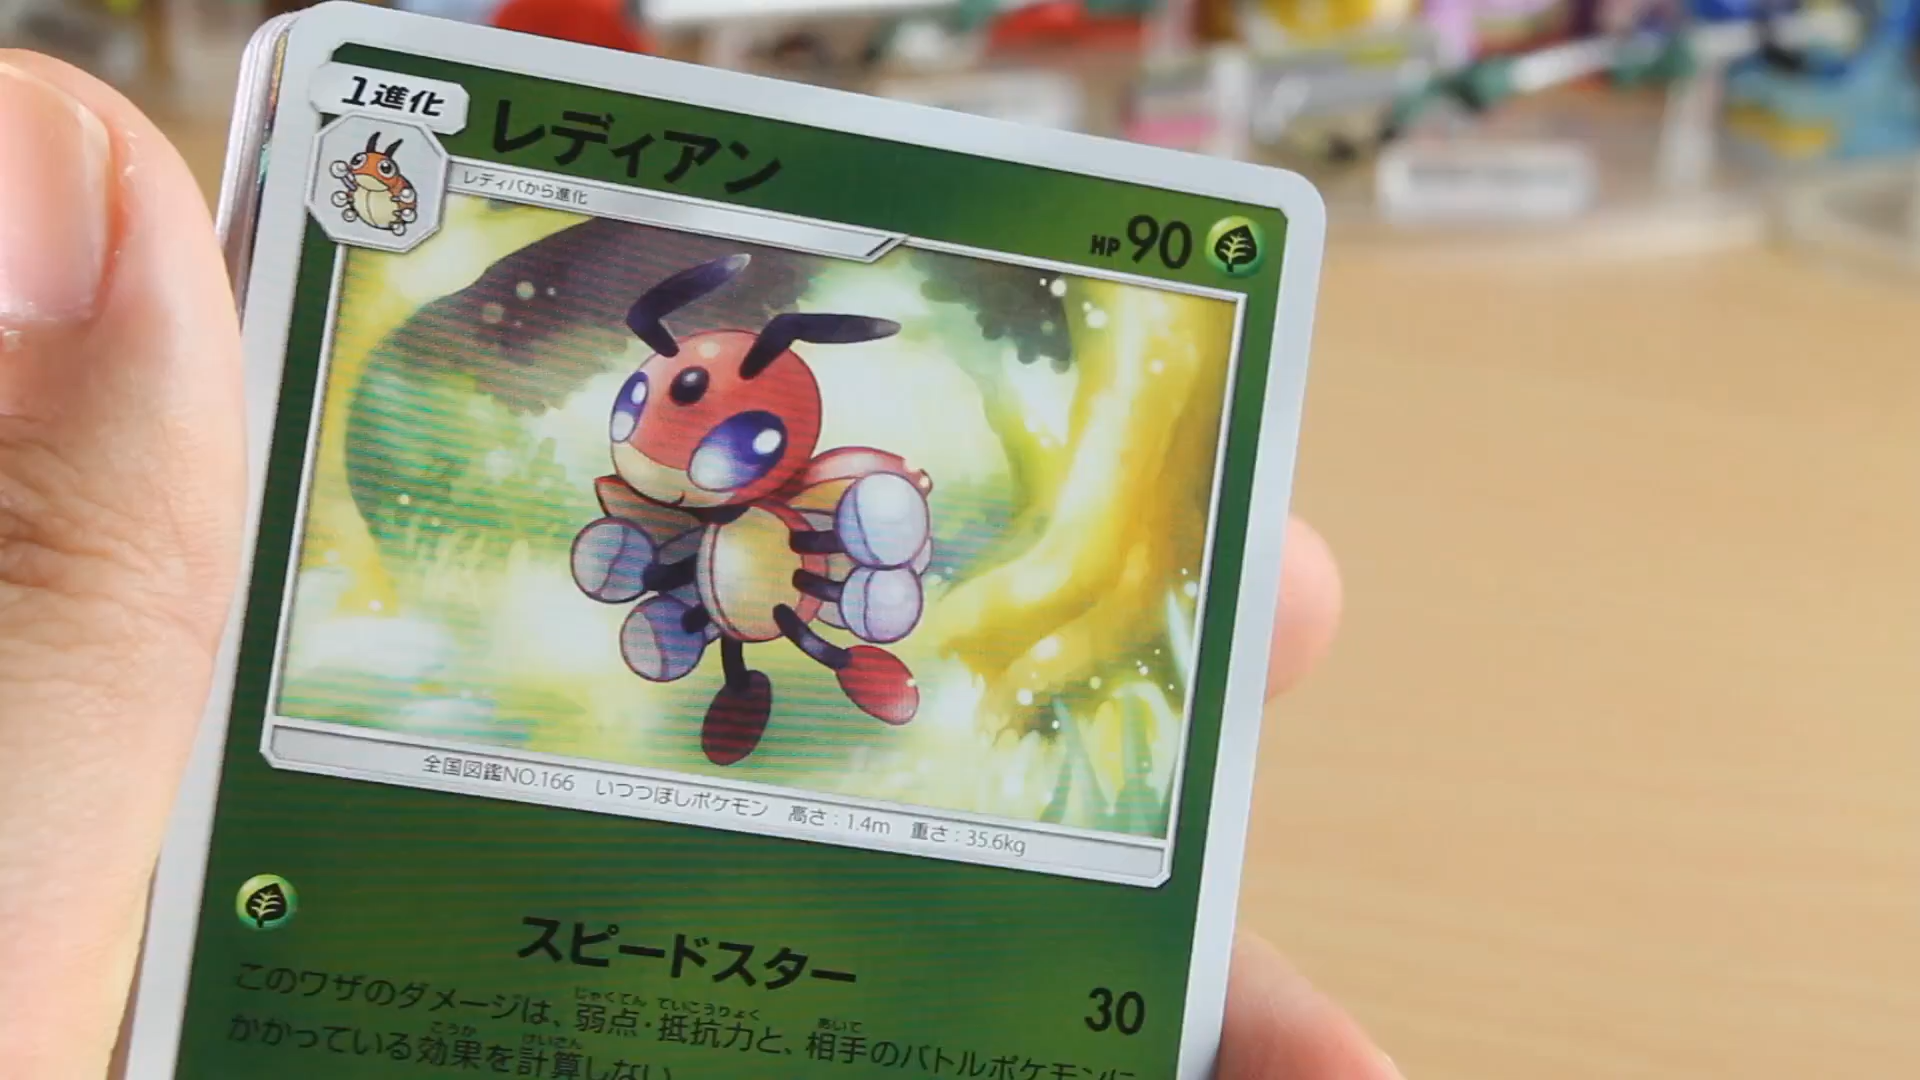 1進化
レディアン
レディバから進化
HP 90
全国図鑑NO.166 いつつぼしポケモン 高さ：1.4m 重さ：35.6kg
スピードスター
30
このワザのダメージは、弱点・抵抗力と、相手のバトルポケモンに
かかっている効果を計算しない